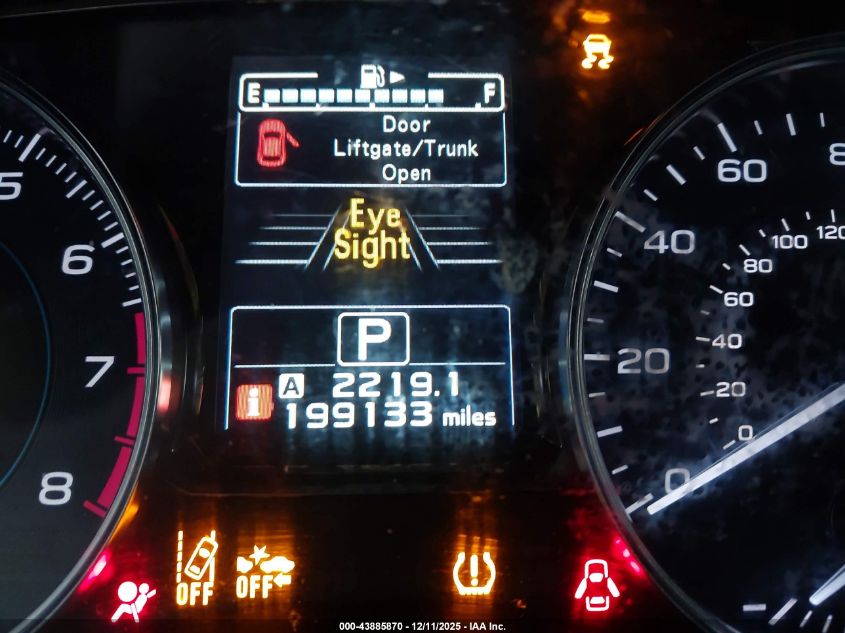 E F
Door
Liftgate/Trunk
Open
Eye
Sight
P
A 2219.1
i 199133 miles
5
6
7
8
0
20
40
60
8
0
20
40
60
80
100
120
OFF
OFF
000-43885870 - 12/11/2025 - IAA Inc.